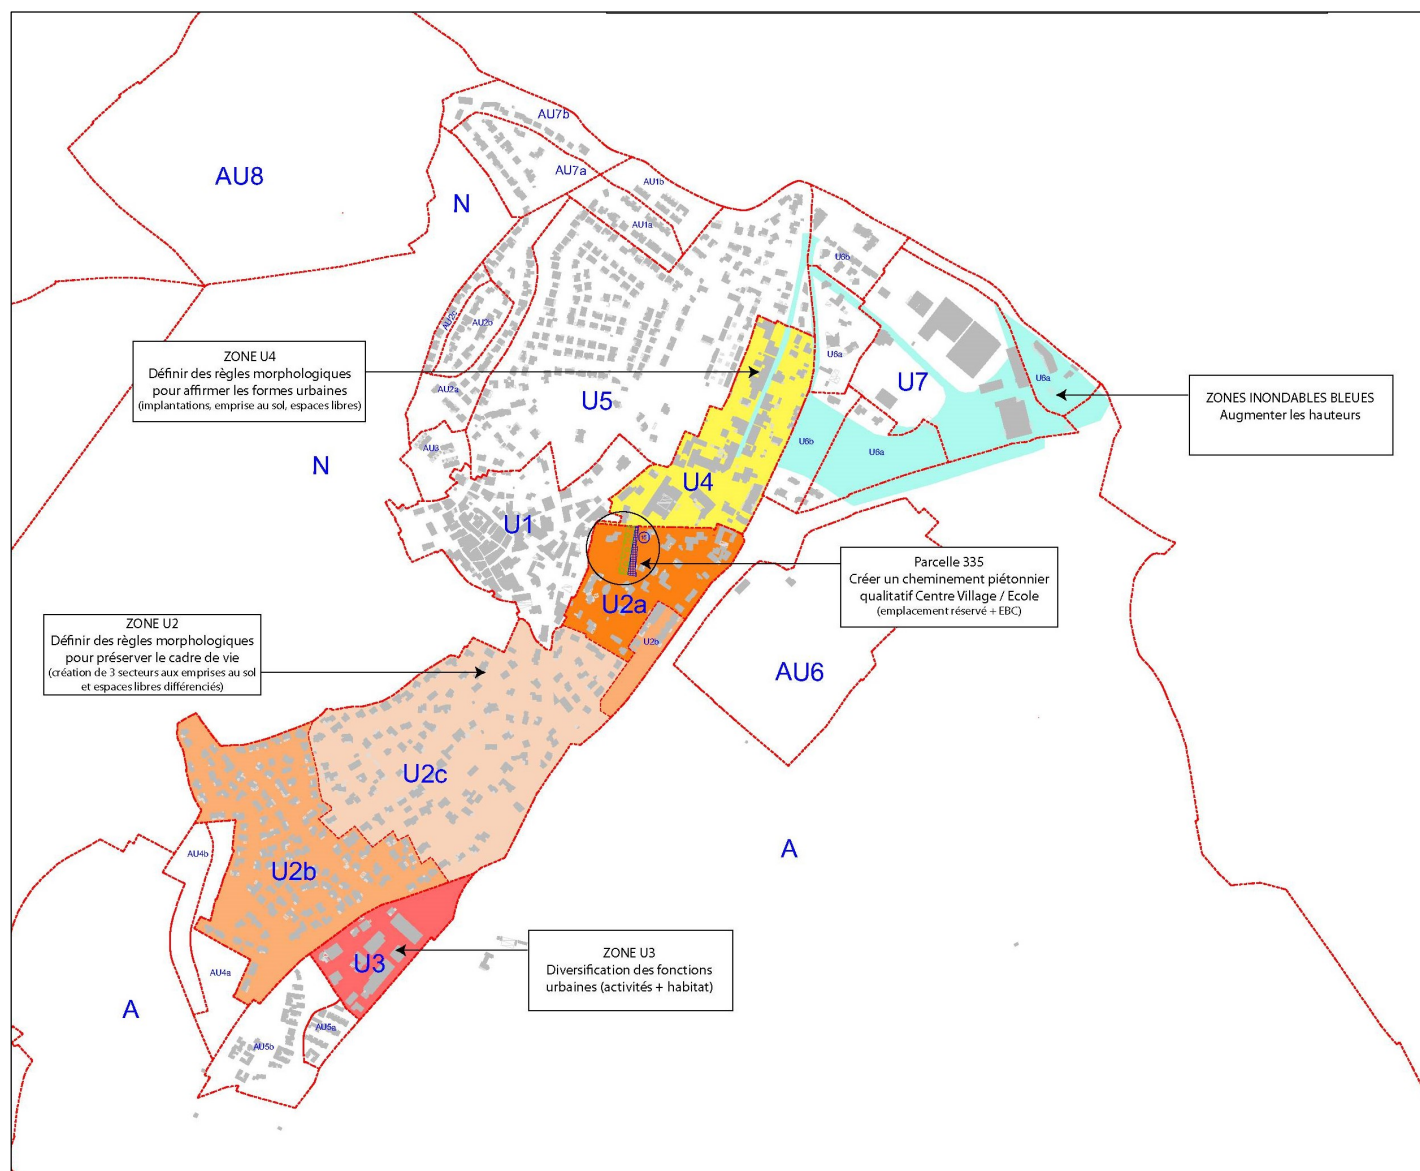 AU7b
AU8
AU7a
AU1b
N
AU1a
U6b
AU2c
AU2b
ZONE U4
Définir des règles morphologiques
pour affirmer les formes urbaines
(implantations, emprise au sol, espaces libres)
U6a
U7
U6a
AU2a
U5
ZONES INONDABLES BLEUES
Augmenter les hauteurs
AU3
U6b
U6a
N
U4
U1
Parcelle 335
Créer un cheminement piétonnier
qualitatif Centre Village / Ecole
(emplacement réservé + EBC)
U2a
ZONE U2
Définir des règles morphologiques
pour préserver le cadre de vie
(création de 3 secteurs aux emprises au sol
et espaces libres différenciés)
U2b
AU6
U2c
AU4b
A
U2b
ZONE U3
Diversification des fonctions
urbaines (activités + habitat)
U3
AU4a
A
AU5a
AU5b